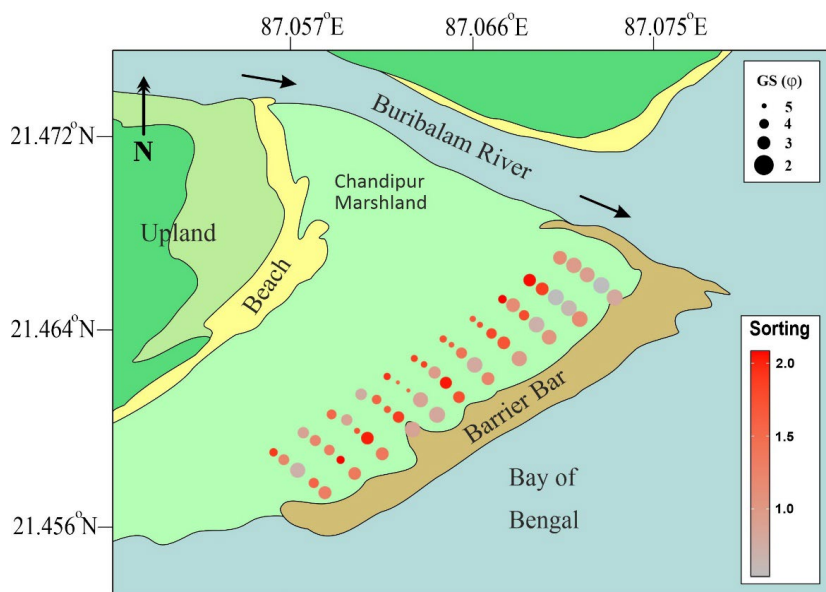 87.057°E
87.066°E
87.075°E
21.472°N
21.464°N
21.456°N
N
Buribalam River
Chandipur
Marshland
Upland
Beach
Barrier Bar
Bay of
Bengal
GS (φ)
5
4
3
2
Sorting
2.0
1.5
1.0